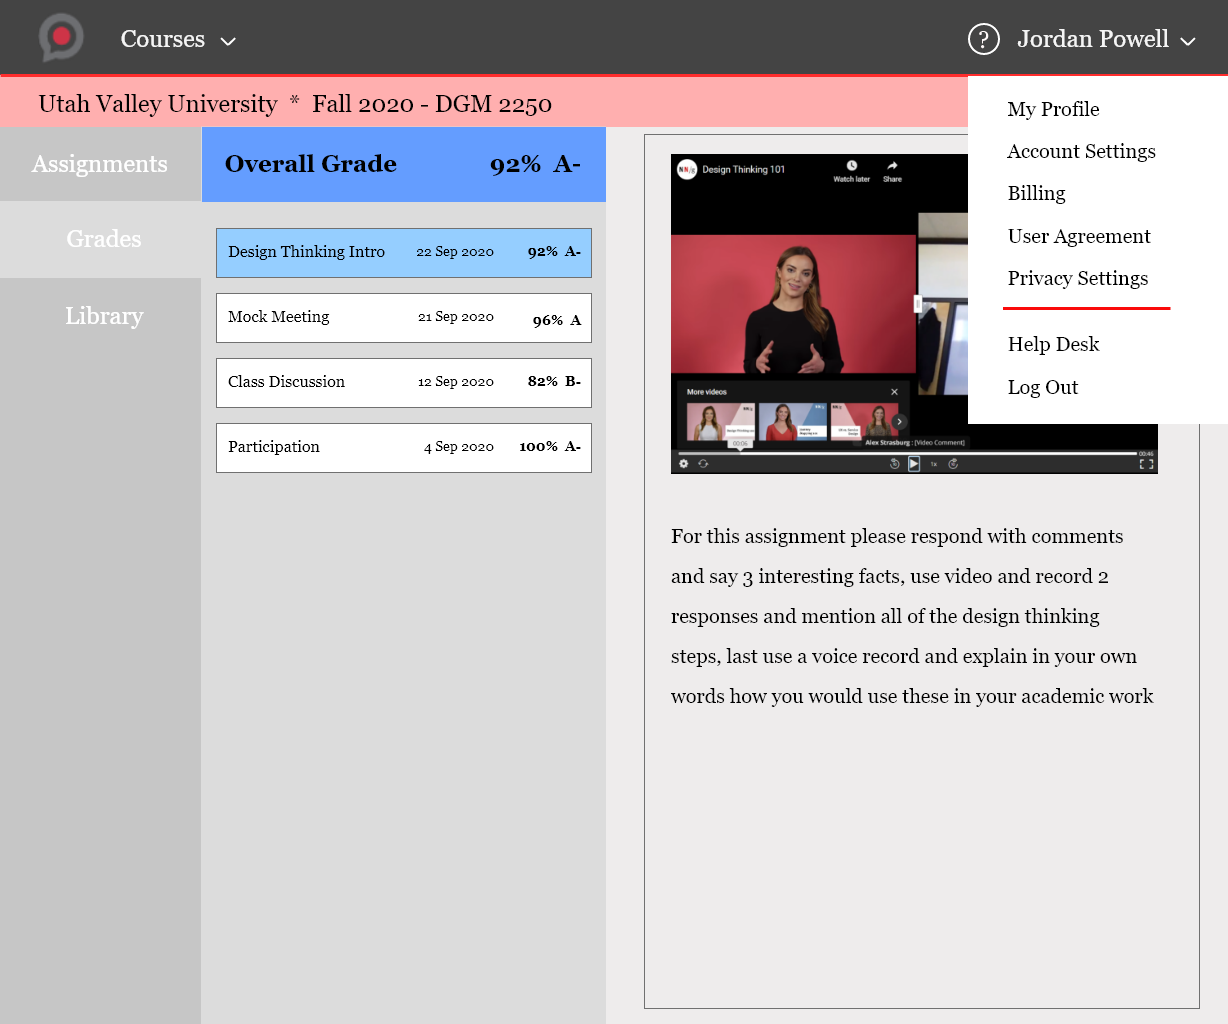 Courses
? Jordan Powell
Utah Valley University * Fall 2020 - DGM 2250
My Profile
Account Settings
Billing
User Agreement
Privacy Settings
Help Desk
Log Out
Assignments
Grades
Library
Overall Grade 92% A-
Design Thinking Intro 22 Sep 2020 92% A-
Mock Meeting 21 Sep 2020 96% A
Class Discussion 12 Sep 2020 82% B-
Participation 4 Sep 2020 100% A-
NN/g Design Thinking 101
Watch later Share
More videos
00:06
Alex Strasburg : [Video Comment]
00:46
1x
For this assignment please respond with comments
and say 3 interesting facts, use video and record 2
responses and mention all of the design thinking
steps, last use a voice record and explain in your own
words how you would use these in your academic work